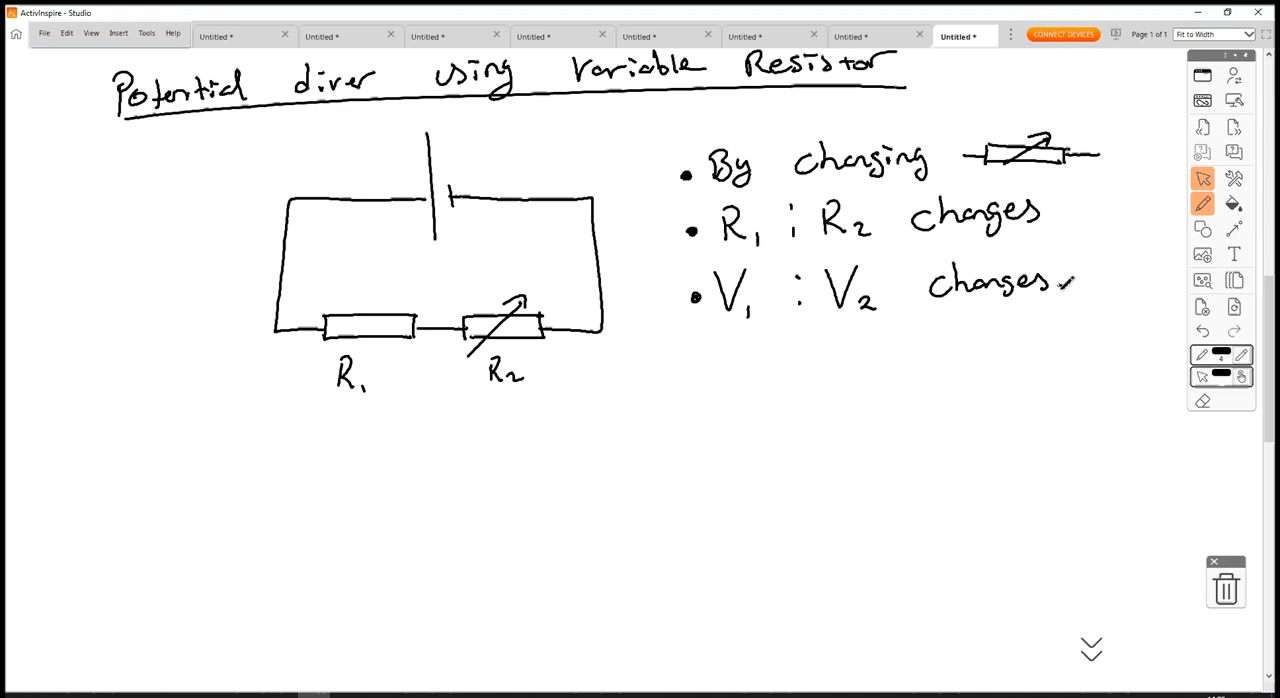 ActivInspire - Studio
File Edit View Insert Tools Help
Untitled * Untitled * Untitled * Untitled * Untitled * Untitled * Untitled * Untitled *
CONNECT DEVICES
Page 1 of 1
Fit to Width
Potential diver using Variable Resistor
• By changing
• R₁ : R₂ changes
• V₁ : V₂ changes
R₁ R₂
4